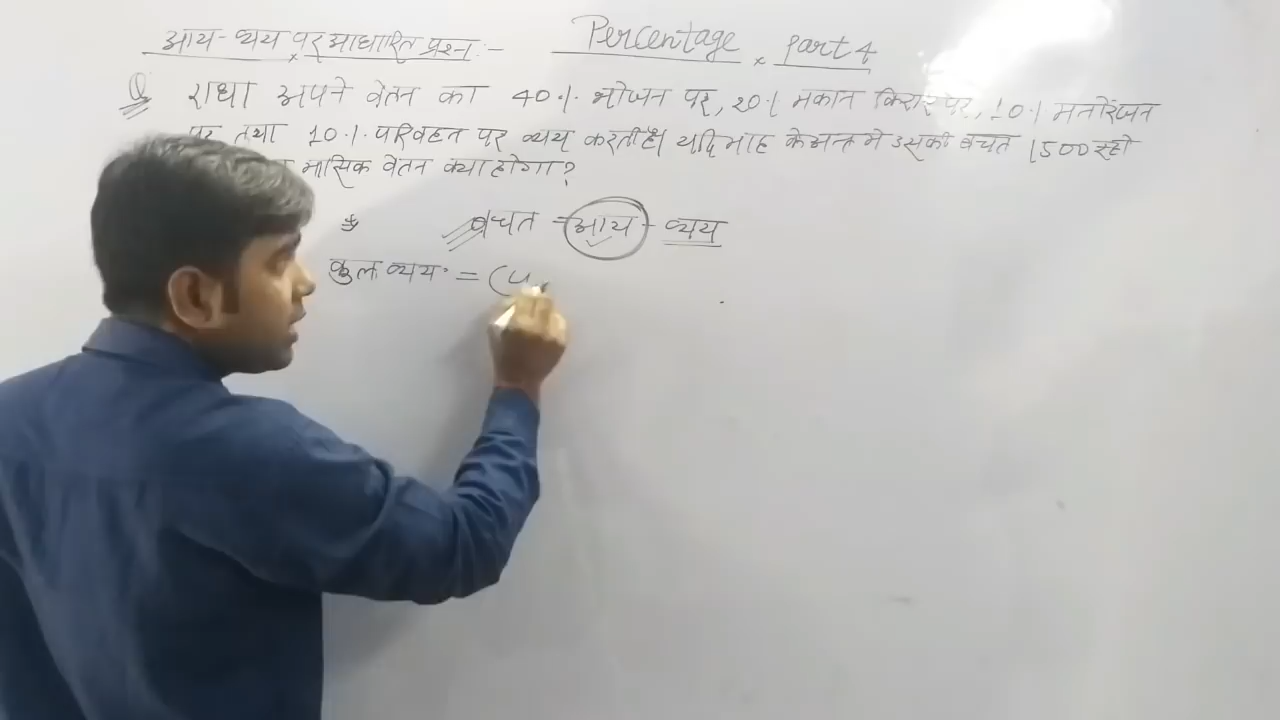 आय-व्यय पर आधारित प्रश्न :- Percentage Part 4
Q राधा अपने वेतन का 40% भोजन पर, 20% मकान किराए पर, 10% मनोरंजन
पर तथा 10% परिवहन पर व्यय करती है। यदि माह के अन्त मे उसकी बचत 1500 रू हो
मासिक वेतन क्या होगा?
बचत = आय - व्यय
कुल व्यय = (4